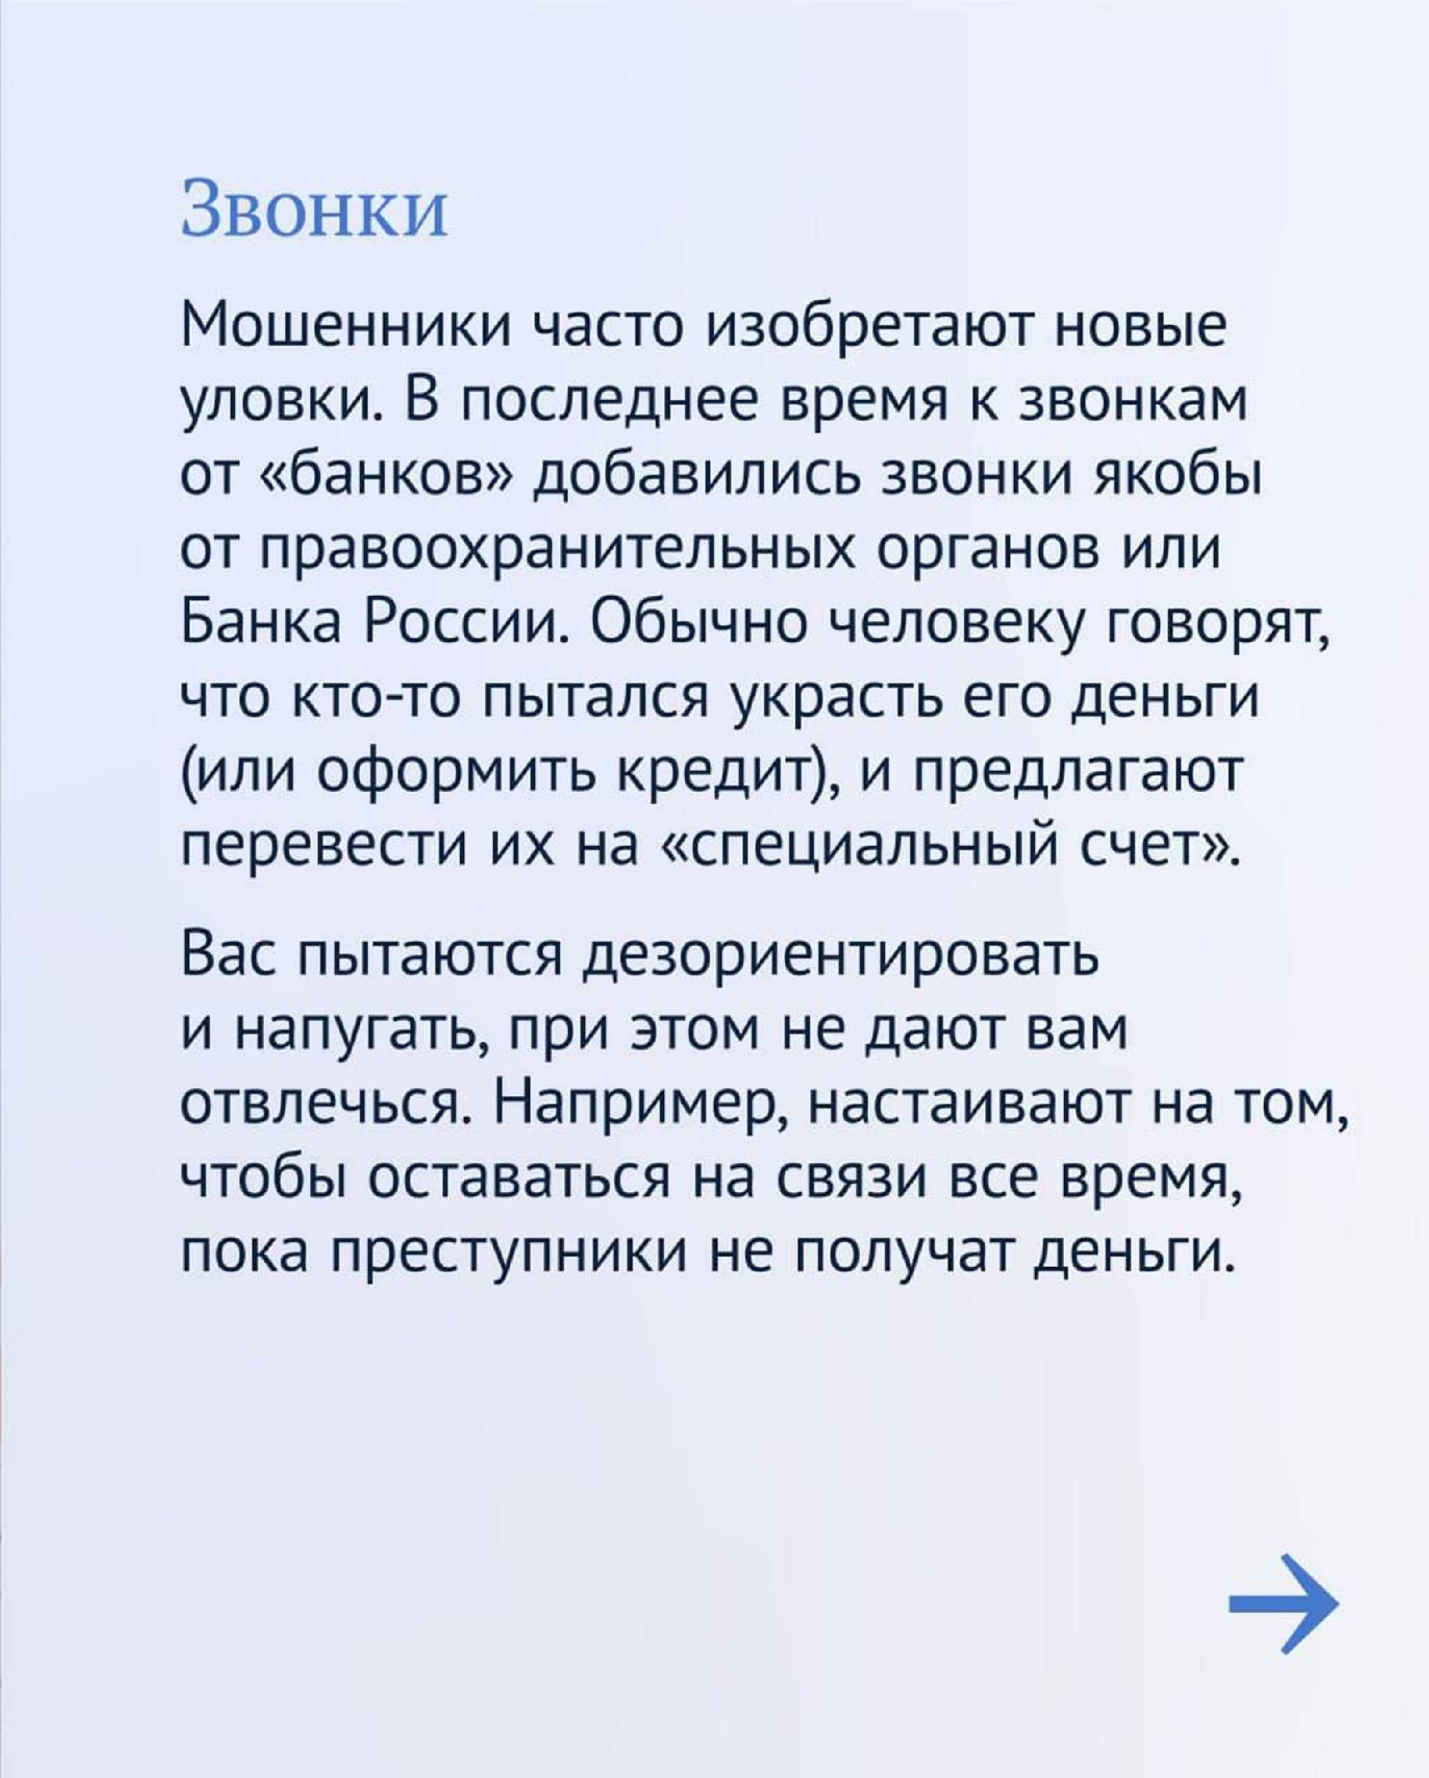 Звонки
Мошенники часто изобретают новые
уловки. В последнее время к звонкам
от «банков» добавились звонки якобы
от правоохранительных органов или
Банка России. Обычно человеку говорят,
что кто-то пытался украсть его деньги
(или оформить кредит), и предлагают
перевести их на «специальный счет».
Вас пытаются дезориентировать
и напугать, при этом не дают вам
отвлечься. Например, настаивают на том,
чтобы оставаться на связи все время,
пока преступники не получат деньги.